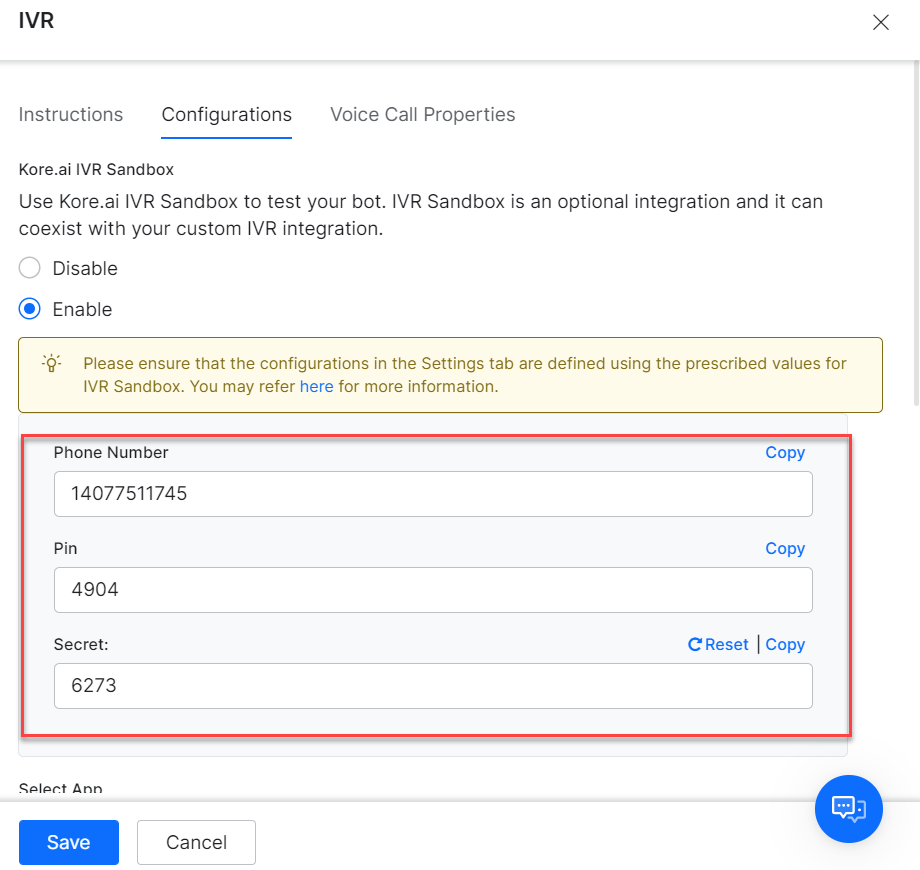 IVR
Instructions
Configurations
Voice Call Properties
Kore.ai IVR Sandbox
Use Kore.ai IVR Sandbox to test your bot. IVR Sandbox is an optional integration and it can
coexist with your custom IVR integration.
Disable
Enable
Please ensure that the configurations in the Settings tab are defined using the prescribed values for
IVR Sandbox. You may refer here for more information.
Phone Number
Copy
14077511745
Pin
Copy
4904
Secret:
Reset | Copy
6273
Select App
Save
Cancel